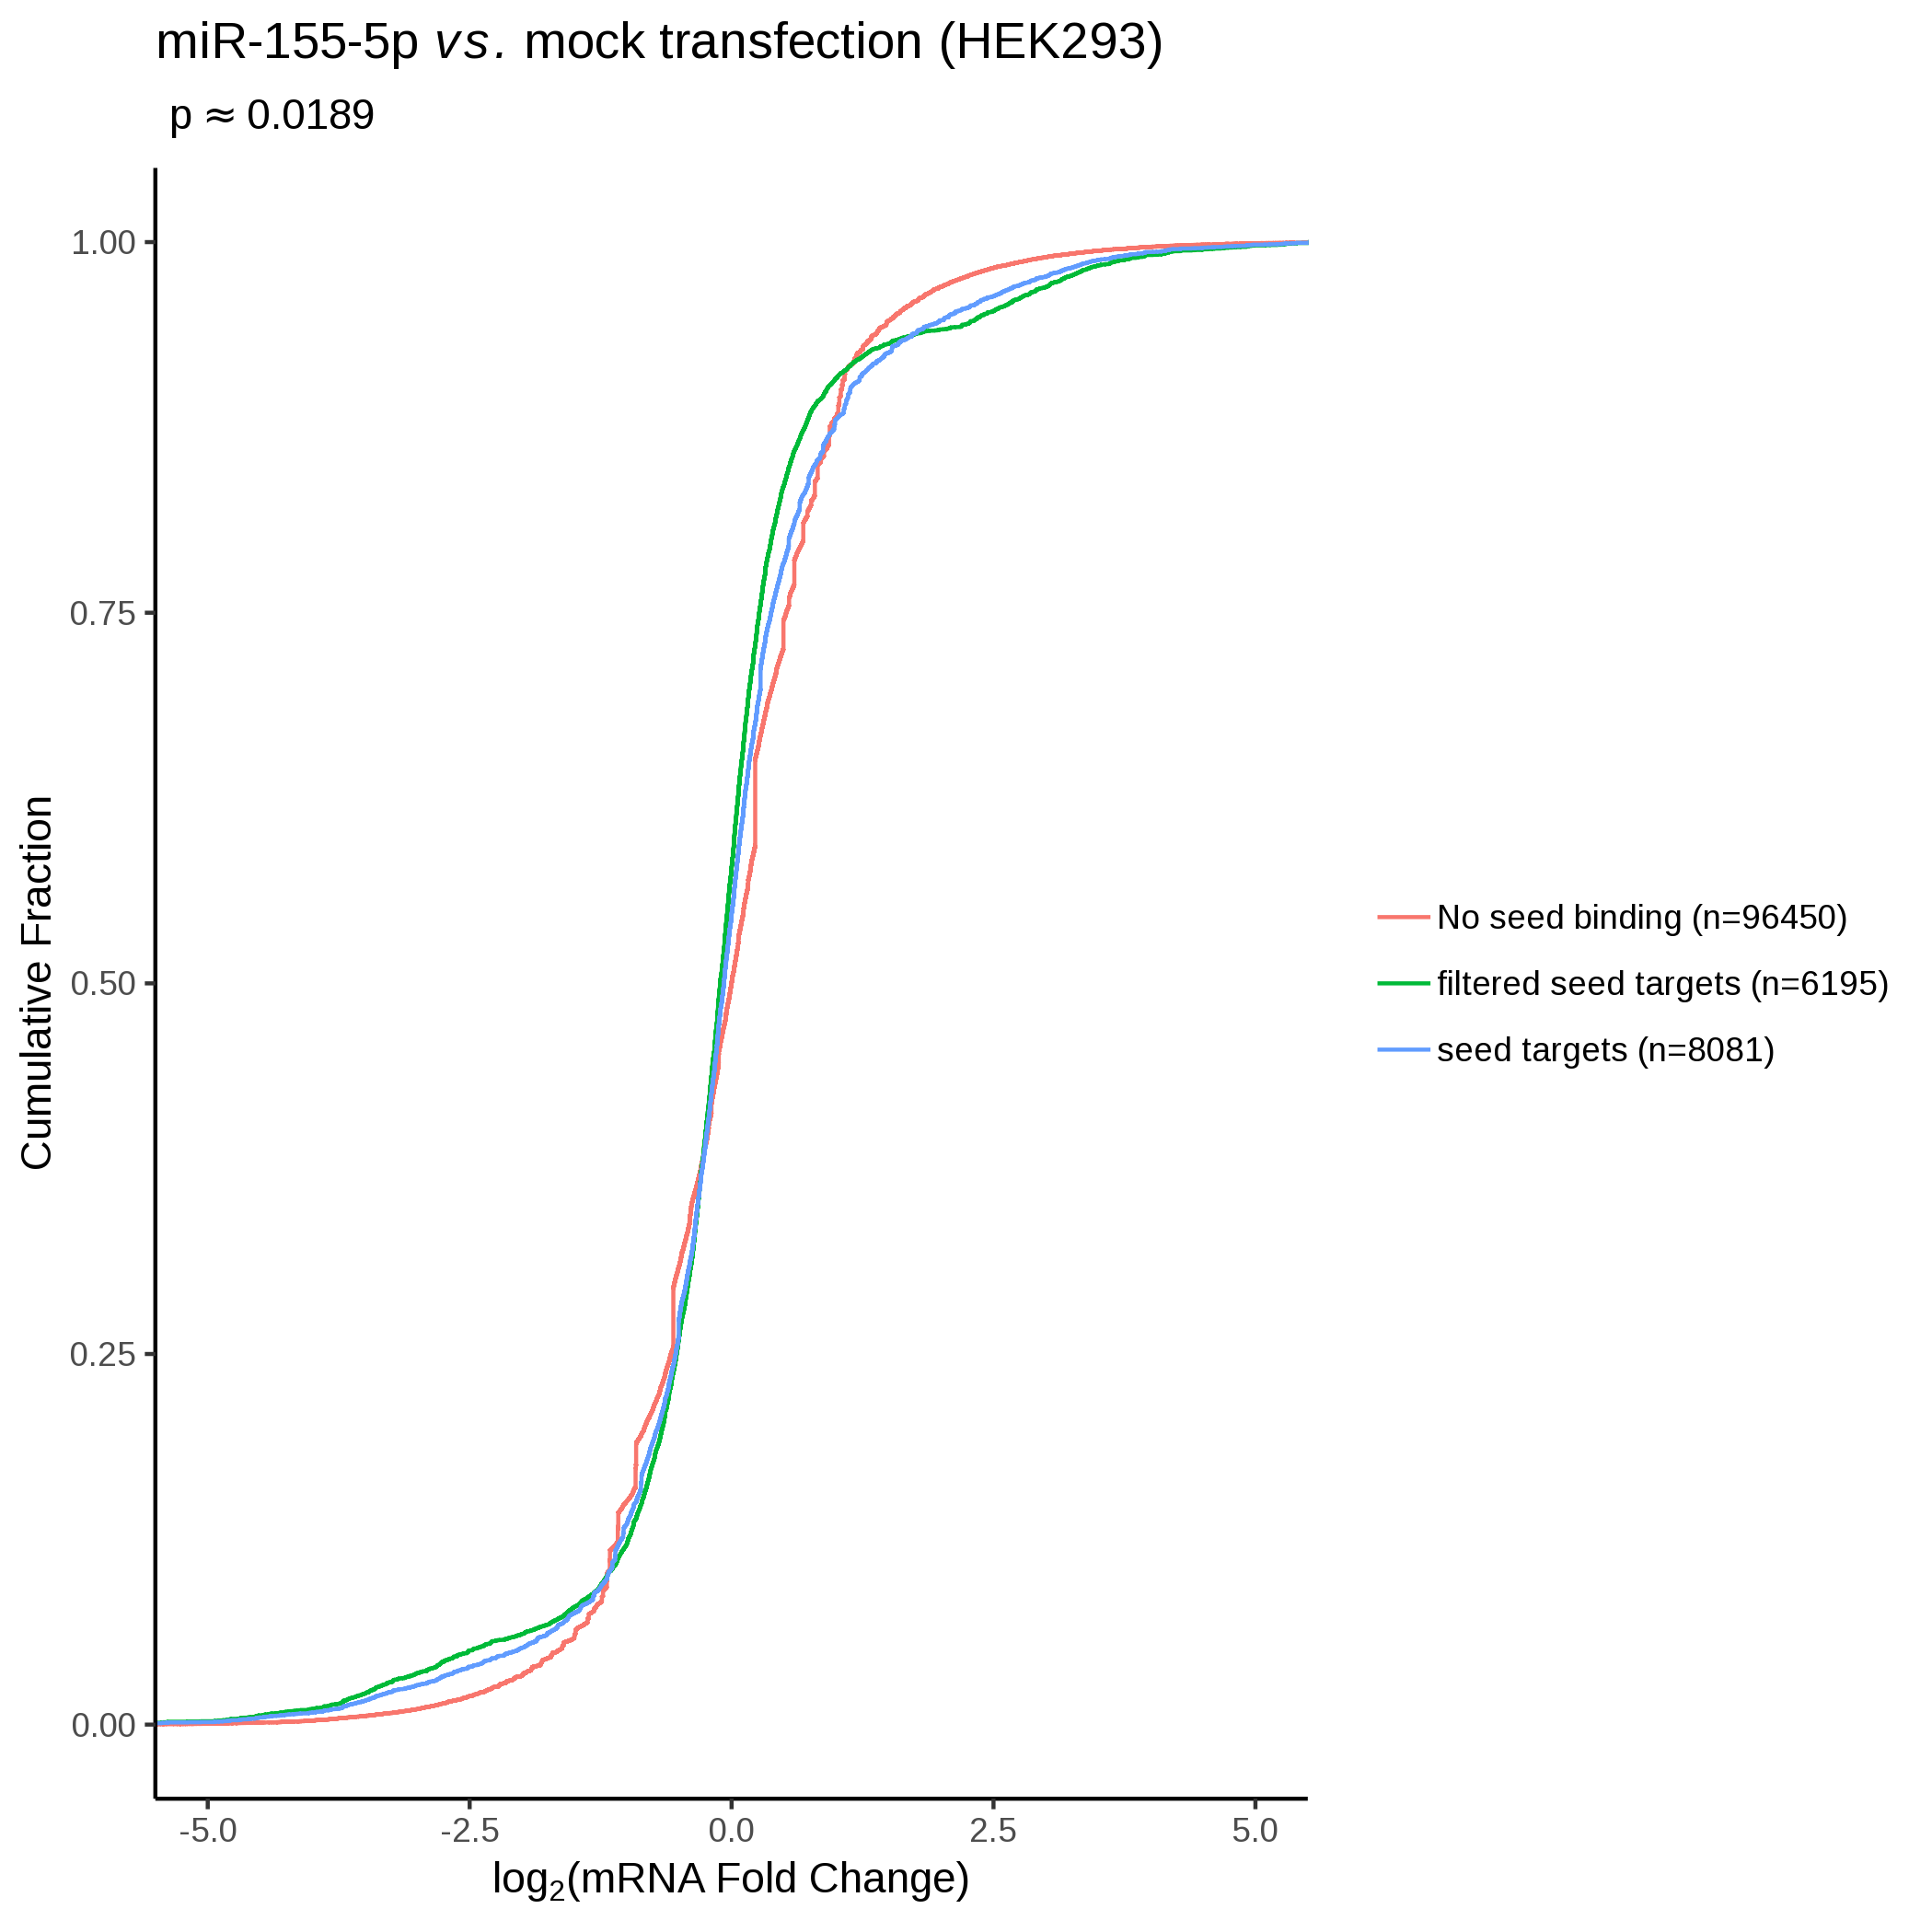 miR-155-5p vs. mock transfection (HEK293)
p ≈ 0.0189
1.00
0.75
0.50
0.25
0.00
Cumulative Fraction
-5.0
-2.5
0.0
2.5
5.0
log₂(mRNA Fold Change)
No seed binding (n=96450)
filtered seed targets (n=6195)
seed targets (n=8081)